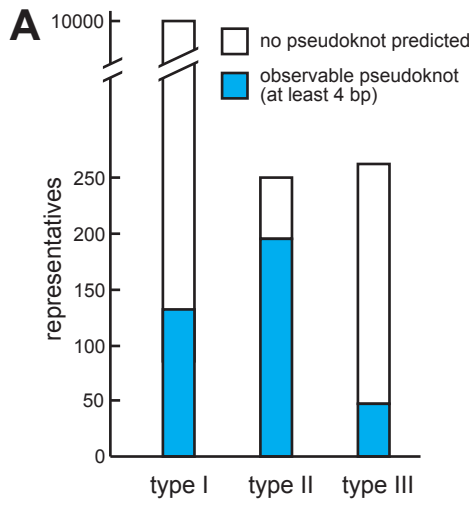 A
10000
no pseudoknot predicted
observable pseudoknot
(at least 4 bp)
representatives
250
200
150
100
50
0
type I type II type III